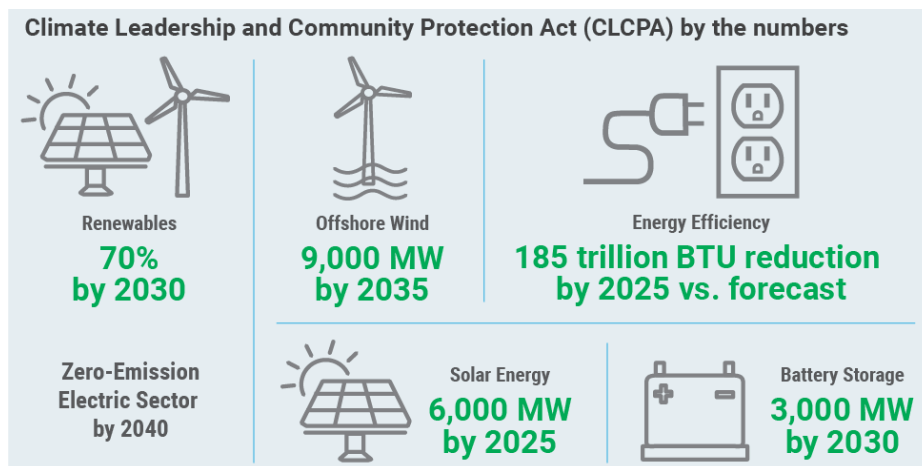 Climate Leadership and Community Protection Act (CLCPA) by the numbers
Renewables
70%
by 2030
Zero-Emission
Electric Sector
by 2040
Offshore Wind
9,000 MW
by 2035
Energy Efficiency
185 trillion BTU reduction
by 2025 vs. forecast
Solar Energy
6,000 MW
by 2025
Battery Storage
3,000 MW
by 2030